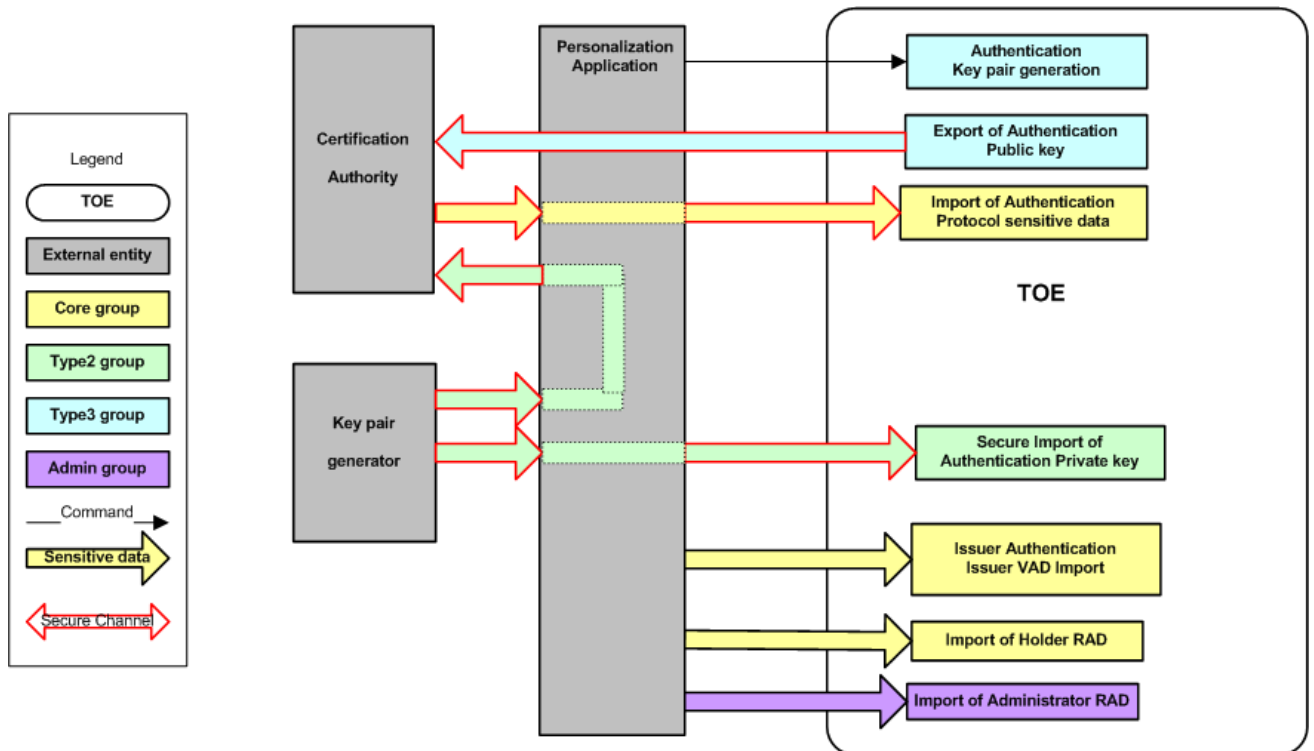 Legend
TOE
External entity
Core group
Type2 group
Type3 group
Admin group
Command
Sensitive data
Secure Channel
Certification
Authority
Key pair
generator
Personalization
Application
Authentication
Key pair generation
Export of Authentication
Public key
Import of Authentication
Protocol sensitive data
TOE
Secure Import of
Authentication Private key
Issuer Authentication
Issuer VAD Import
Import of Holder RAD
Import of Administrator RAD